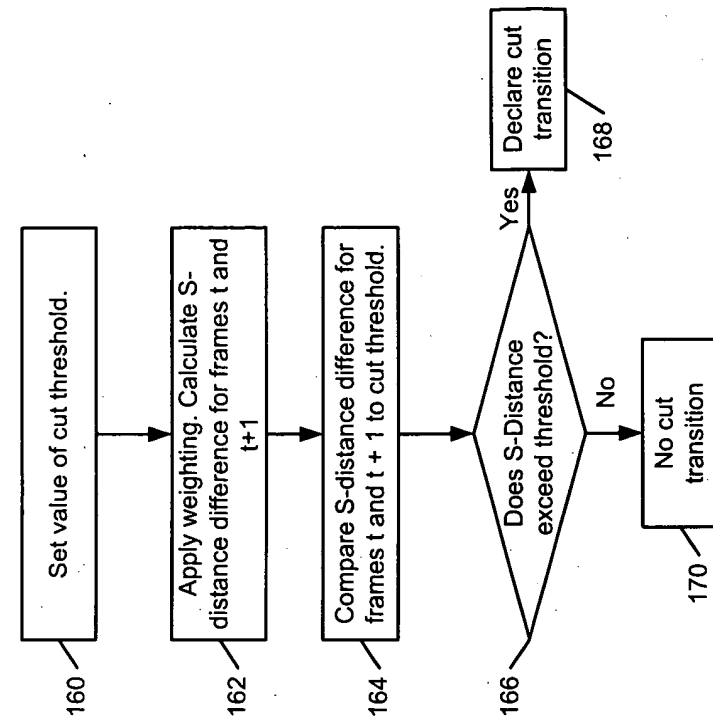 Set value of cut threshold.
160
Apply weighting. Calculate S-
distance difference for frames t and
t+1
162
Compare S-distance difference for
frames t and t + 1 to cut threshold.
164
Does S-Distance
exceed threshold?
166
Yes
Declare cut
transition
168
No
No cut
transition
170